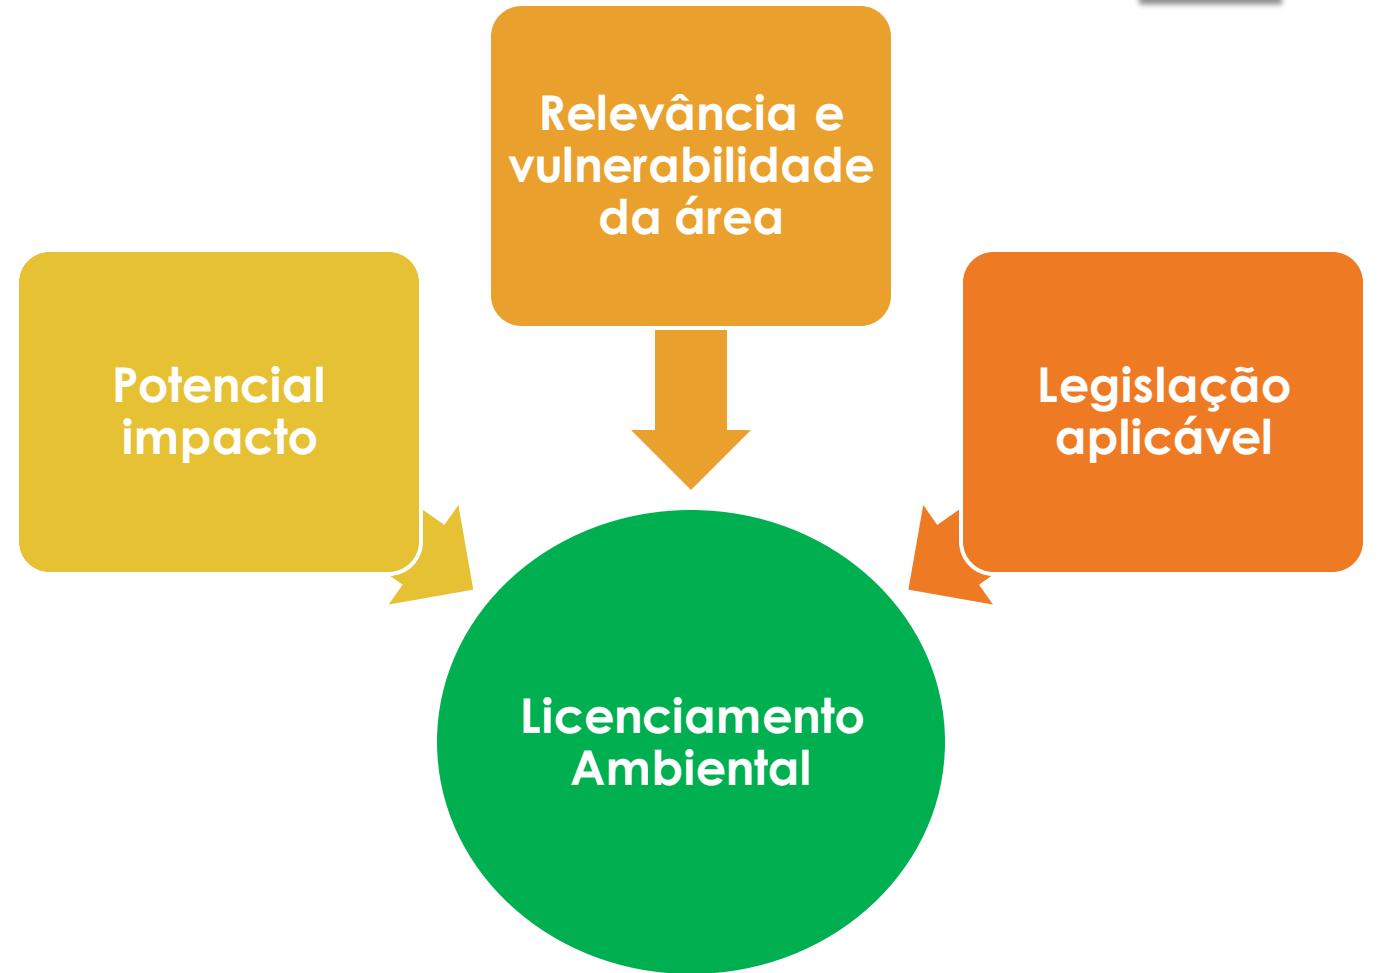 Relevância e
vulnerabilidade
da área
Potencial
impacto
Legislação
aplicável
Licenciamento
Ambiental